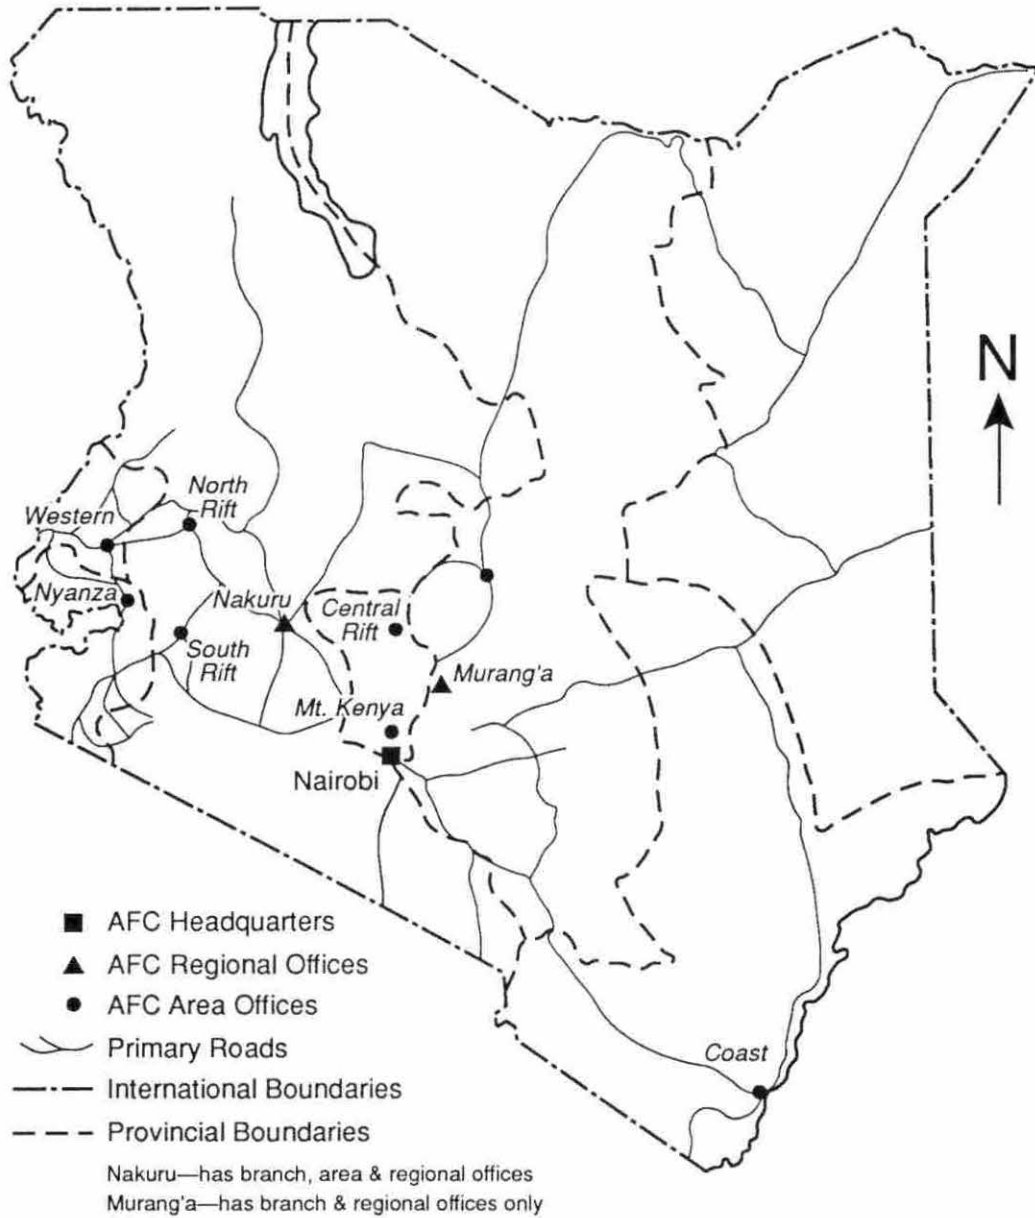 N
North
Rift
Western
Nyanza
Nakuru
Central
Rift
South
Rift
Murang'a
Mt. Kenya
Nairobi
Coast
AFC Headquarters
AFC Regional Offices
AFC Area Offices
Primary Roads
International Boundaries
Provincial Boundaries
Nakuru—has branch, area & regional offices
Murang'a—has branch & regional offices only